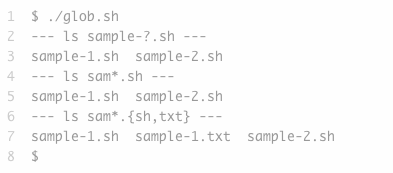 1 $ ./glob.sh
2 --- ls sample-?.sh ---
3 sample-1.sh  sample-2.sh
4 --- ls sam*.sh ---
5 sample-1.sh  sample-2.sh
6 --- ls sam*.{sh,txt} ---
7 sample-1.sh  sample-1.txt  sample-2.sh
8 $